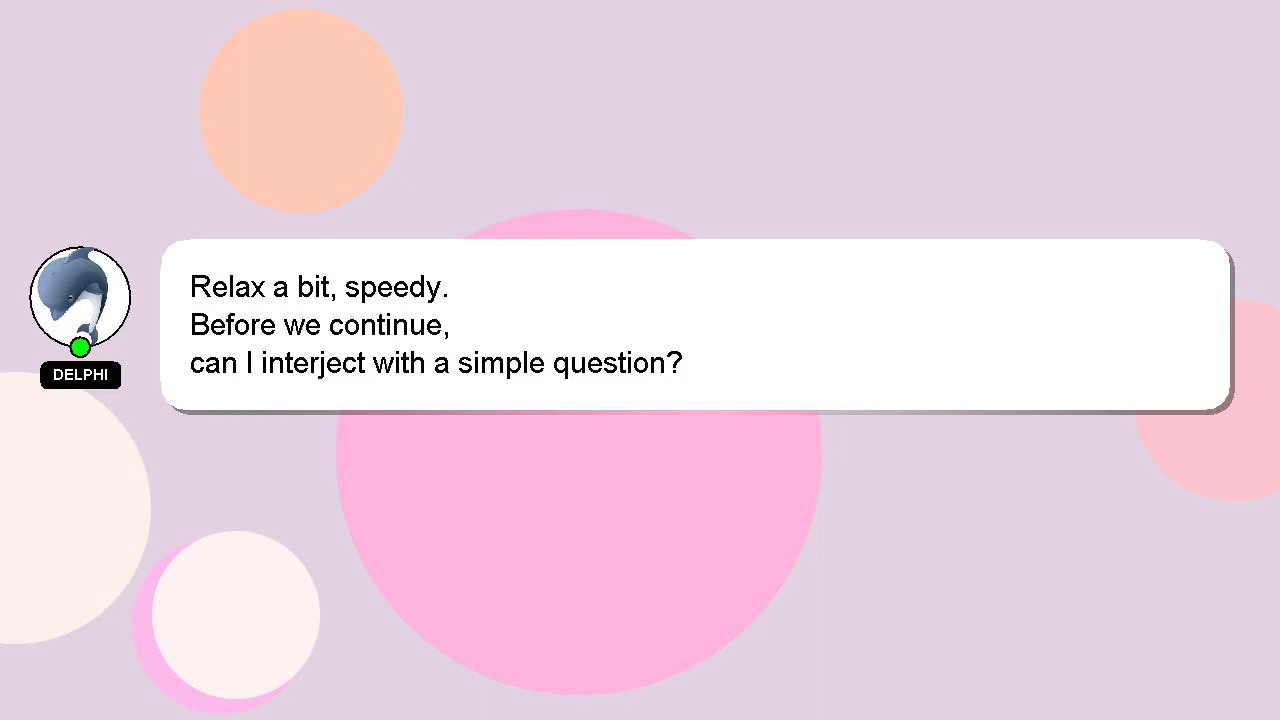 Relax a bit, speedy.
Before we continue,
can I interject with a simple question?
DELPHI